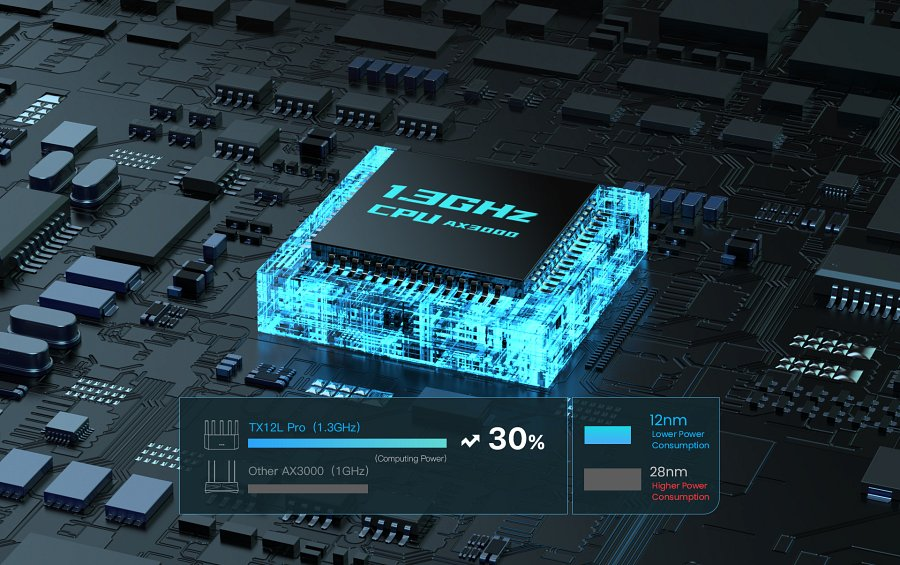 1.3GHz
CPU AX3000
TX12L Pro（1.3GHz）
30%
(Computing Power)
Other AX3000（1GHz）
12nm
Lower Power
Consumption
28nm
Higher Power
Consumption